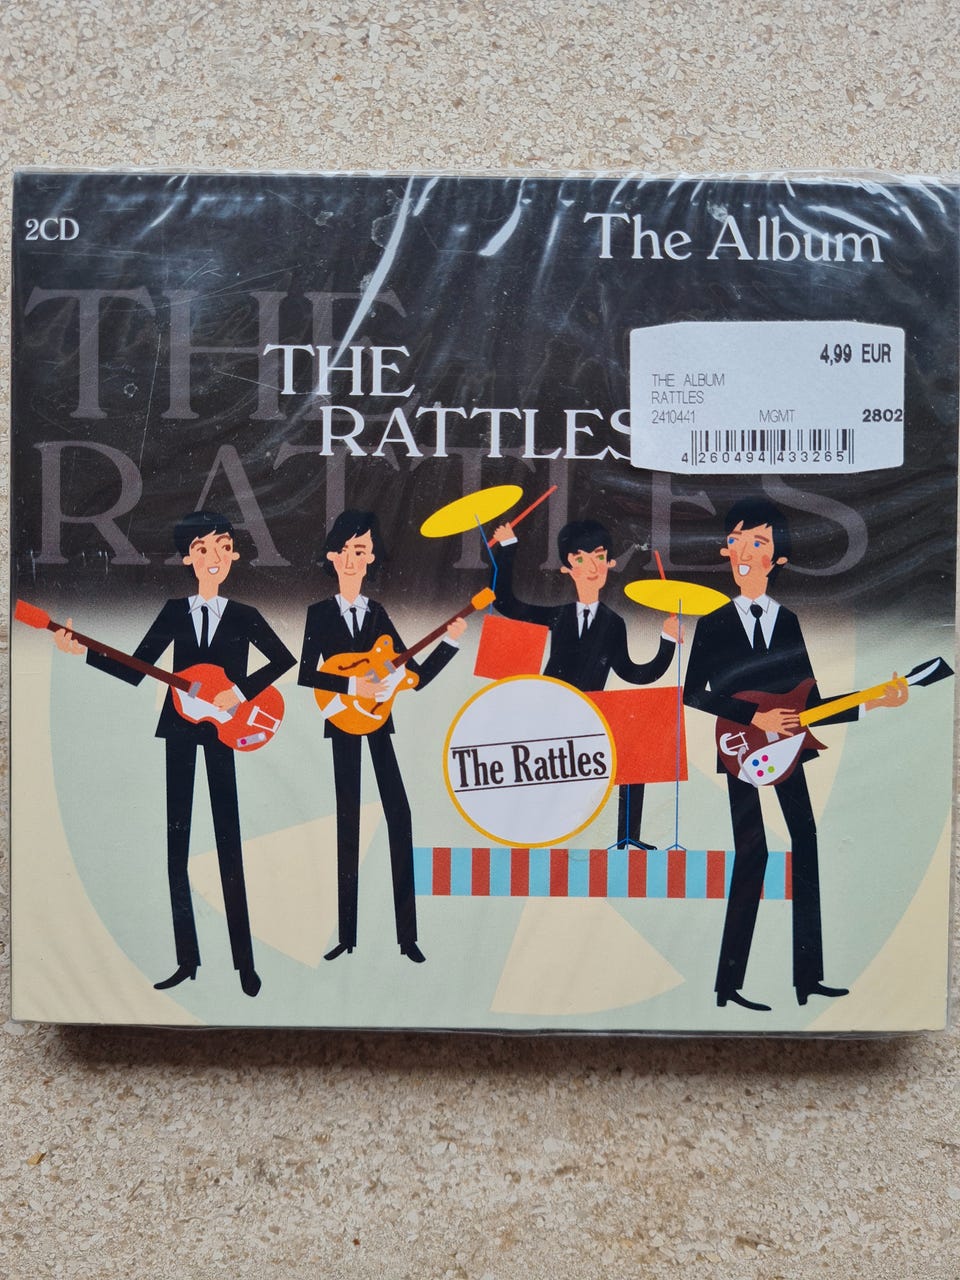 2CD
The Album
THE
RATTLES
THE
RATTLES
4,99 EUR
THE ALBUM
RATTLES
2410441 MGMT 2802
4 260494 433265
The Rattles